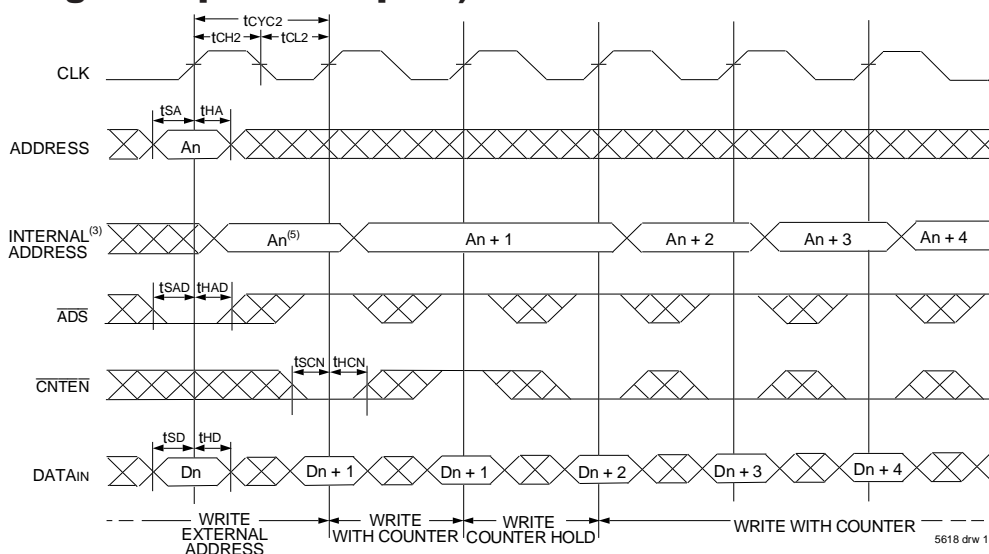 tCYC2
tCH2 tCL2
CLK
tSA tHA
ADDRESS An
INTERNAL(3) ADDRESS An(5) An + 1 An + 2 An + 3 An + 4
tSAD tHAD
ADS
tSCN tHCN
CNTEN
tSD tHD
DATAIN Dn Dn + 1 Dn + 1 Dn + 2 Dn + 3 Dn + 4
WRITE EXTERNAL ADDRESS
WRITE WITH COUNTER
WRITE COUNTER HOLD
WRITE WITH COUNTER
5618 drw 1